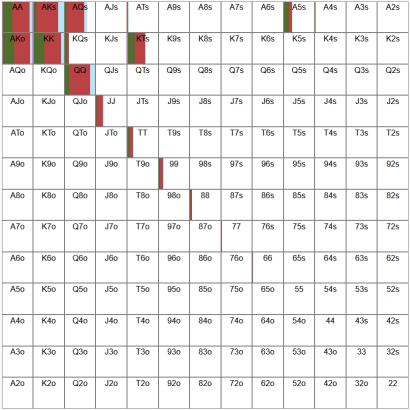 AA AKs AQs AJs ATs A9s A8s A7s A6s A5s A4s A3s A2s
AKo KK KQs KJs KTs K9s K8s K7s K6s K5s K4s K3s K2s
AQo KQo QQ QJs QTs Q9s Q8s Q7s Q6s Q5s Q4s Q3s Q2s
AJo KJo QJo JJ JTs J9s J8s J7s J6s J5s J4s J3s J2s
ATo KTo QTo JTo TT T9s T8s T7s T6s T5s T4s T3s T2s
A9o K9o Q9o J9o T9o 99 98s 97s 96s 95s 94s 93s 92s
A8o K8o Q8o J8o T8o 98o 88 87s 86s 85s 84s 83s 82s
A7o K7o Q7o J7o T7o 97o 87o 77 76s 75s 74s 73s 72s
A6o K6o Q6o J6o T6o 96o 86o 76o 66 65s 64s 63s 62s
A5o K5o Q5o J5o T5o 95o 85o 75o 65o 55 54s 53s 52s
A4o K4o Q4o J4o T4o 94o 84o 74o 64o 54o 44 43s 42s
A3o K3o Q3o J3o T3o 93o 83o 73o 63o 53o 43o 33 32s
A2o K2o Q2o J2o T2o 92o 82o 72o 62o 52o 42o 32o 22